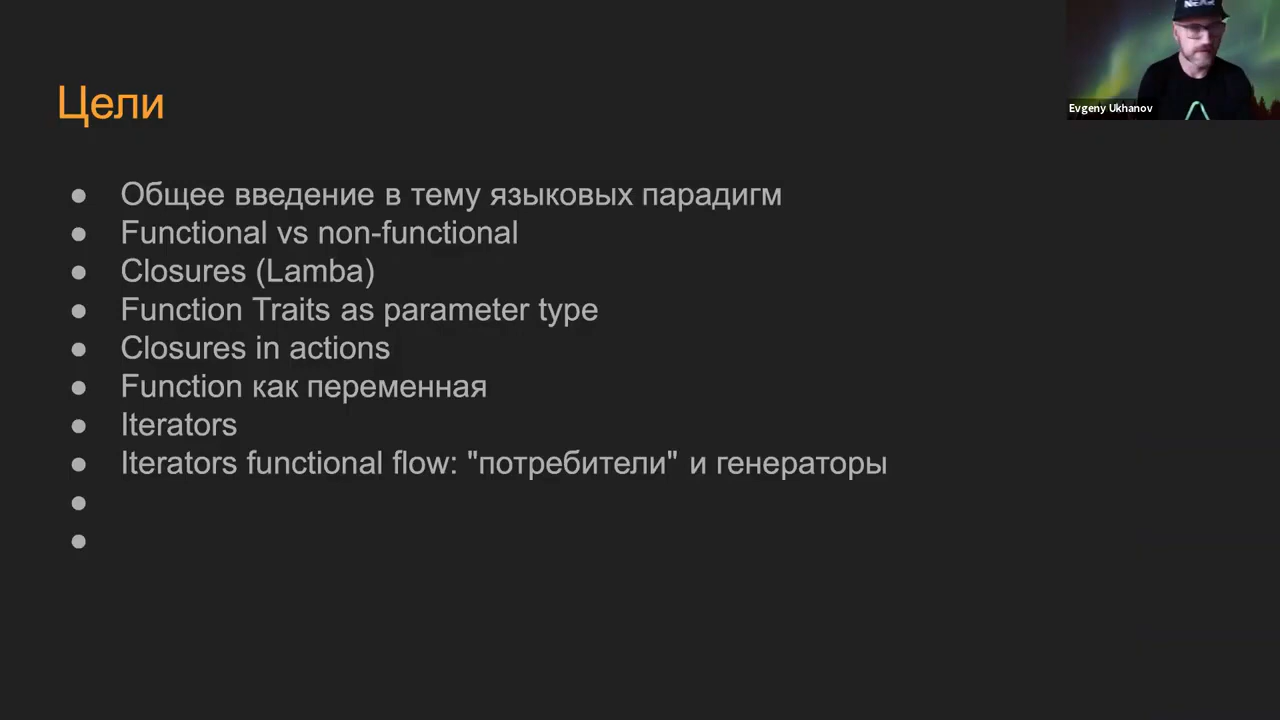 Цели
Общее введение в тему языковых парадигм
Functional vs non-functional
Closures (Lamba)
Function Traits as parameter type
Closures in actions
Function как переменная
Iterators
Iterators functional flow: "потребители" и генераторы
Evgeny Ukhanov